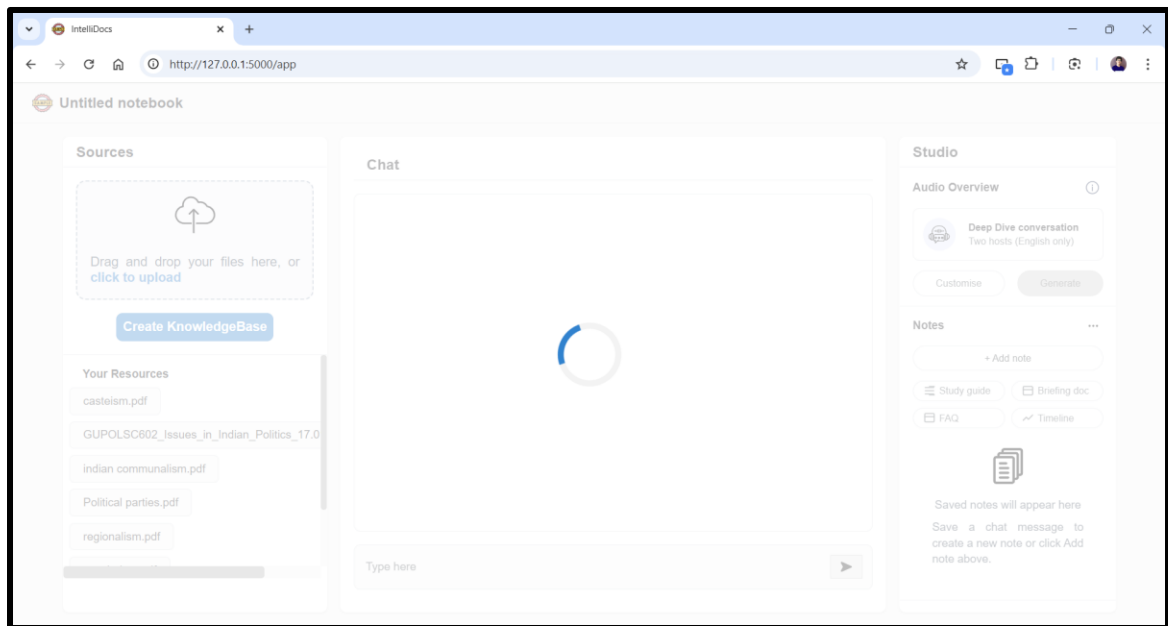 IntelliDocs
http://127.0.0.1:5000/app
Untitled notebook
Sources
Drag and drop your files here, or
click to upload
Create KnowledgeBase
Your Resources
casteism.pdf
GUPOLSC602_Issues_in_Indian_Politics_17.0
indian communalism.pdf
Political parties.pdf
regionalism.pdf
Chat
Type here
Studio
Audio Overview
Deep Dive conversation
Two hosts (English only)
Customise
Generate
Notes
+ Add note
Study guide
Briefing doc
FAQ
Timeline
Saved notes will appear here
Save a chat message to
create a new note or click Add
note above.